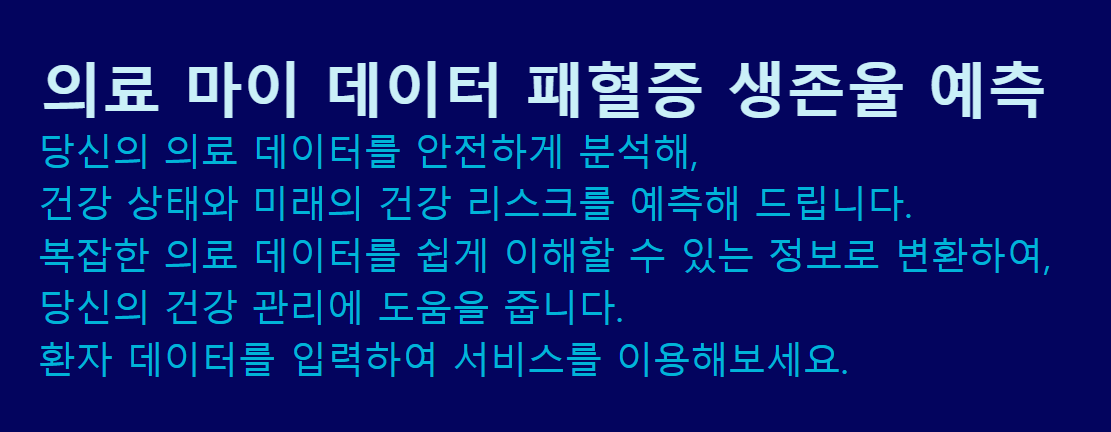 의료 마이 데이터 패혈증 생존율 예측
당신의 의료 데이터를 안전하게 분석해,
건강 상태와 미래의 건강 리스크를 예측해 드립니다.
복잡한 의료 데이터를 쉽게 이해할 수 있는 정보로 변환하여,
당신의 건강 관리에 도움을 줍니다.
환자 데이터를 입력하여 서비스를 이용해보세요.